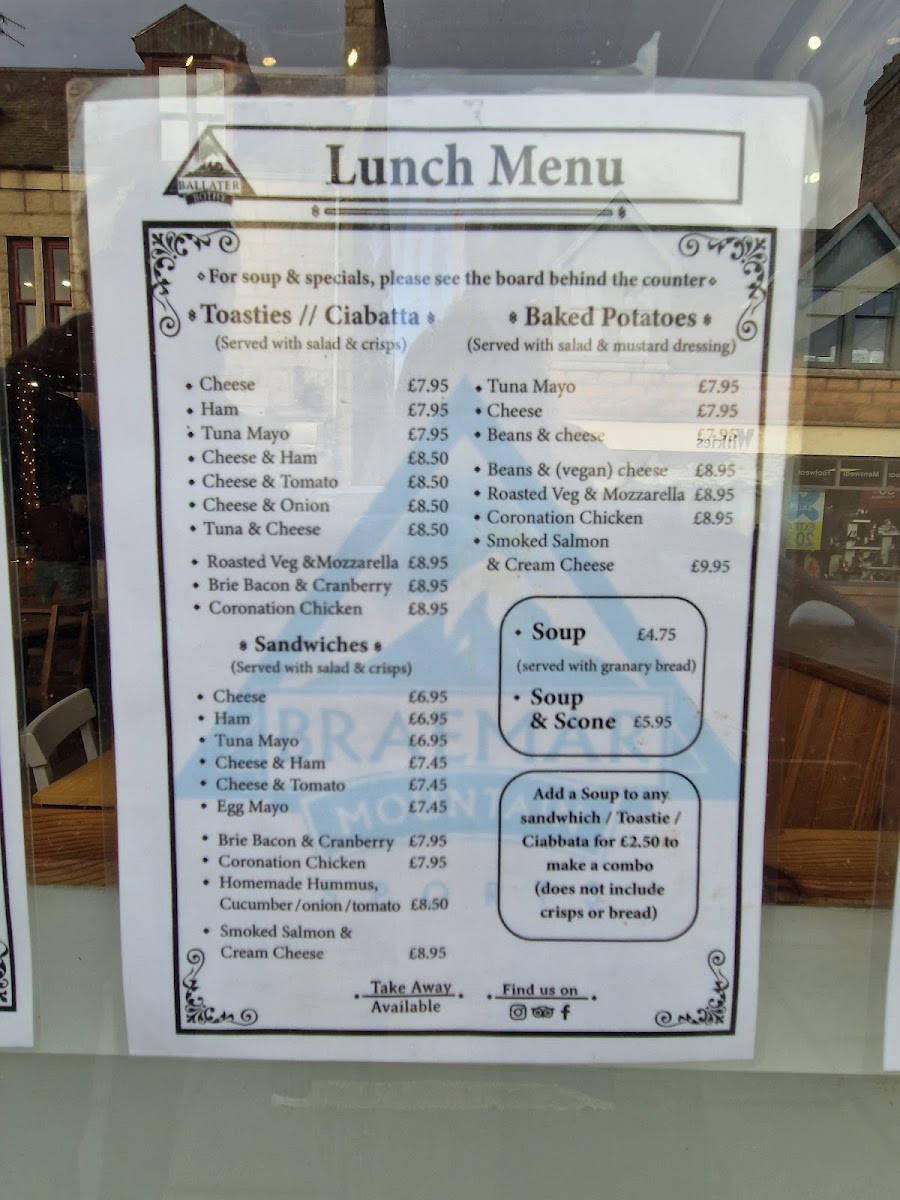 BALLATER
BOTHY
Lunch Menu
For soup & specials, please see the board behind the counter
Toasties // Ciabatta
(Served with salad & crisps)
• Cheese £7.95
• Ham £7.95
• Tuna Mayo £7.95
• Cheese & Ham £8.50
• Cheese & Tomato £8.50
• Cheese & Onion £8.50
• Tuna & Cheese £8.50
• Roasted Veg &Mozzarella £8.95
• Brie Bacon & Cranberry £8.95
• Coronation Chicken £8.95
Sandwiches
(Served with salad & crisps)
• Cheese £6.95
• Ham £6.95
• Tuna Mayo £6.95
• Cheese & Ham £7.45
• Cheese & Tomato £7.45
• Egg Mayo £7.45
• Brie Bacon & Cranberry £7.95
• Coronation Chicken £7.95
• Homemade Hummus,
Cucumber/onion/tomato £8.50
• Smoked Salmon &
Cream Cheese £8.95
Baked Potatoes
(Served with salad & mustard dressing)
• Tuna Mayo £7.95
• Cheese £7.95
• Beans & cheese £7.95
• Beans & (vegan) cheese £8.95
• Roasted Veg & Mozzarella £8.95
• Coronation Chicken £8.95
• Smoked Salmon
& Cream Cheese £9.95
• Soup £4.75
(served with granary bread)
• Soup
& Scone £5.95
Add a Soup to any
sandwhich / Toastie /
Ciabbata for £2.50 to
make a combo
(does not include
crisps or bread)
Take Away
Available
Find us on
BRAEMAR
MOUNTAIN
SPORTS